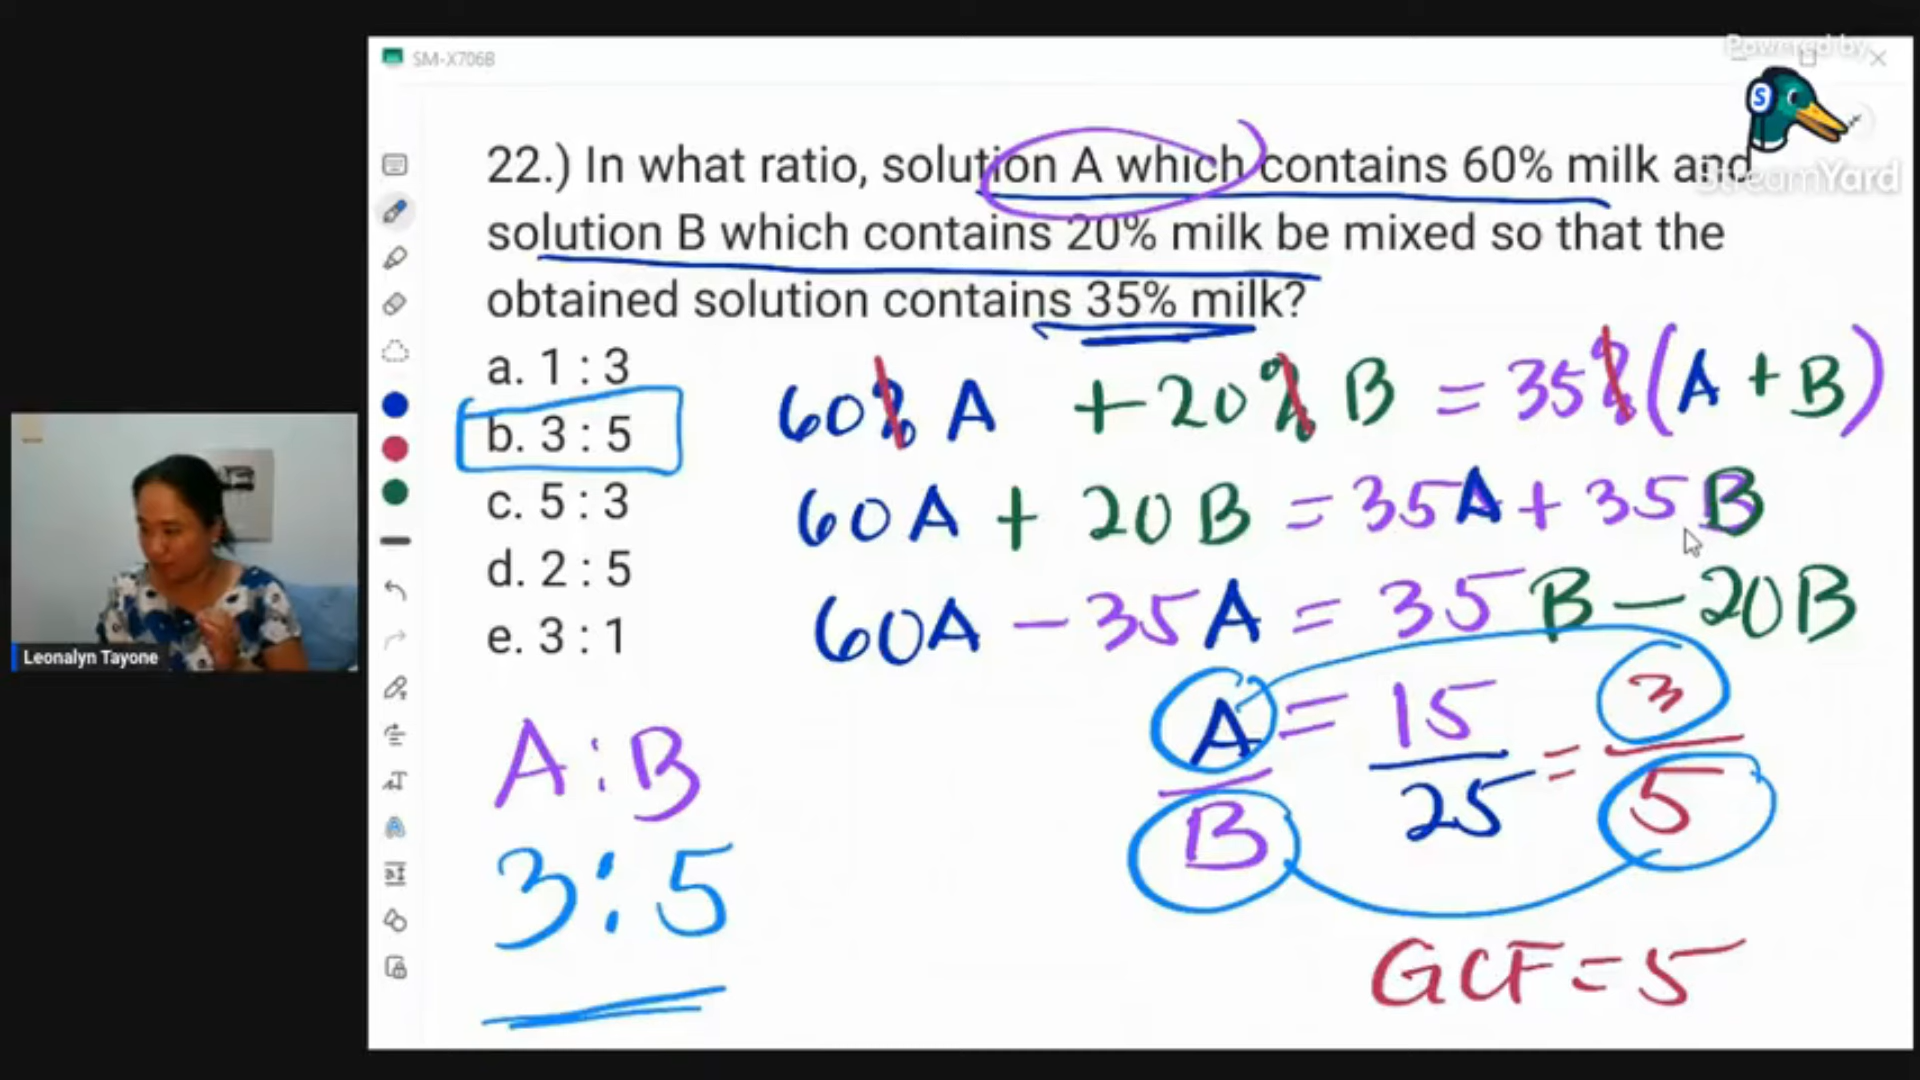 SM-X706B
Powered by
StreamYard
22.) In what ratio, solution A which contains 60% milk and
solution B which contains 20% milk be mixed so that the
obtained solution contains 35% milk?
a. 1 : 3
b. 3 : 5
c. 5 : 3
d. 2 : 5
e. 3 : 1
60% A + 20% B = 35% (A + B)
60A + 20B = 35A + 35B
60A - 35A = 35B - 20B
A/B = 15/25 = 3/5
GCF = 5
A : B
3 : 5
Leonalyn Tayone